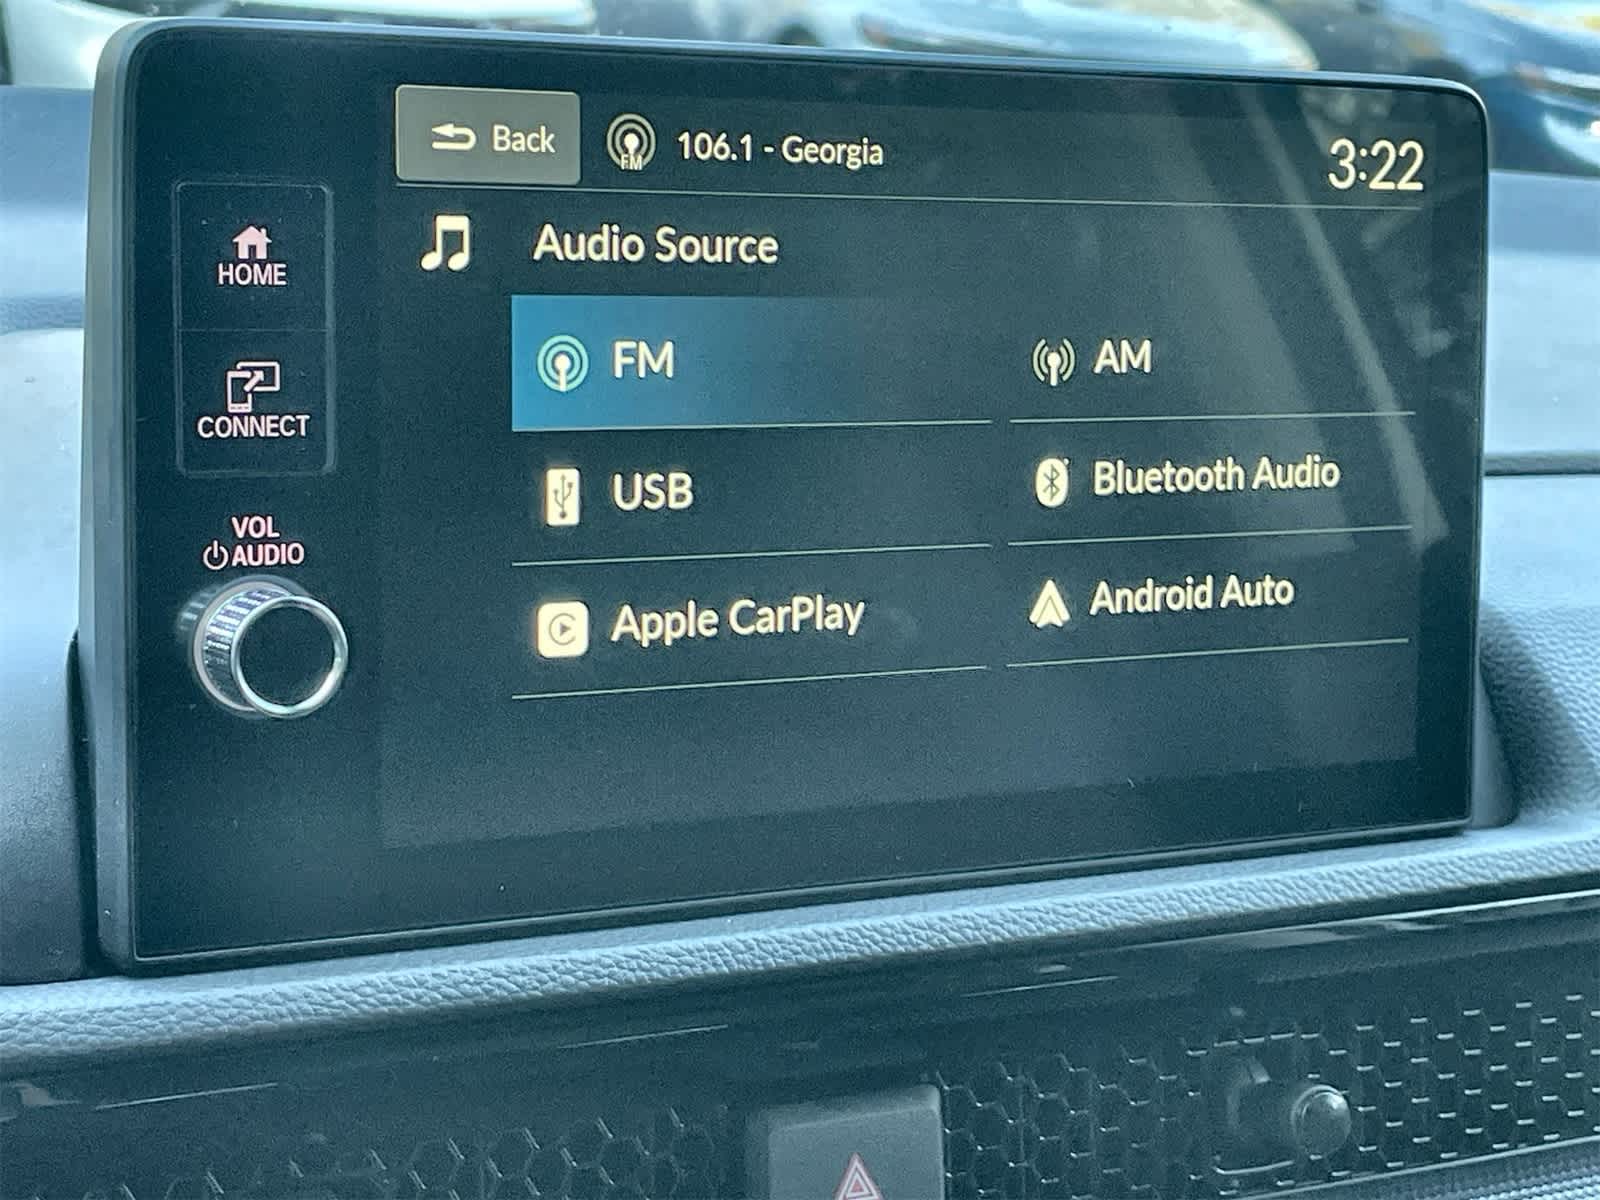 Back
FM
106.1 - Georgia
3:22
HOME
CONNECT
VOL
AUDIO
Audio Source
FM
AM
USB
Bluetooth Audio
Apple CarPlay
Android Auto